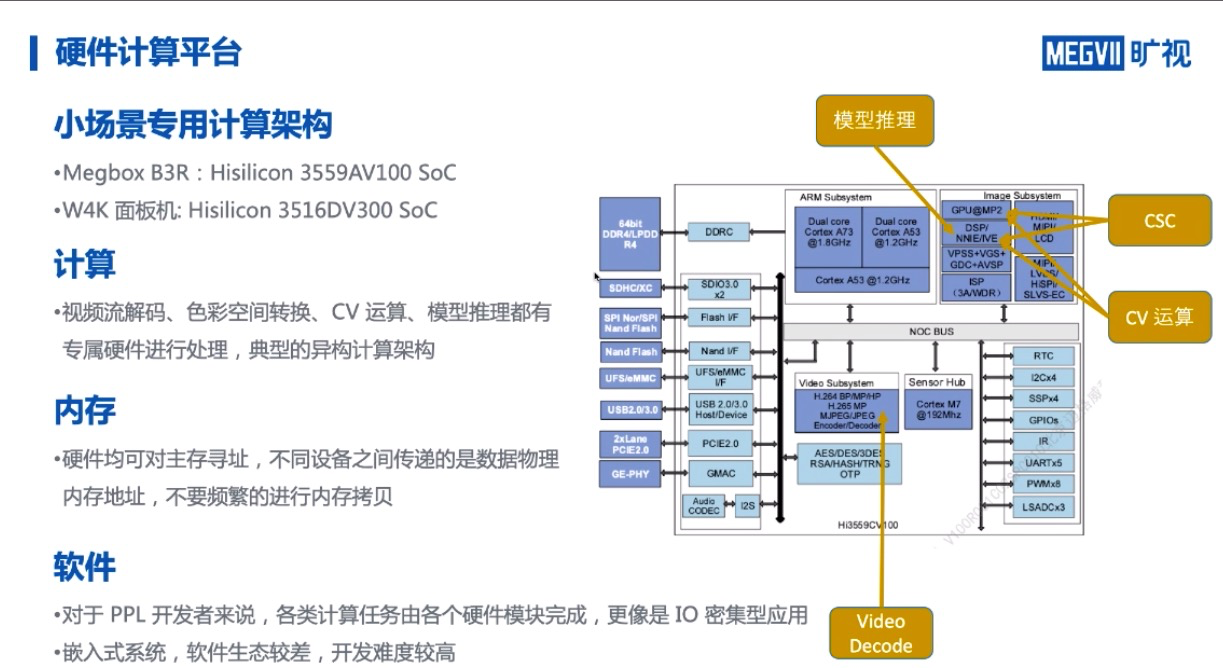 硬件计算平台
MEGVII 旷视
小场景专用计算架构
•Megbox B3R：Hisilicon 3559AV100 SoC
•W4K 面板机: Hisilicon 3516DV300 SoC
计算
•视频流解码、色彩空间转换、CV 运算、模型推理都有
专属硬件进行处理，典型的异构计算架构
内存
•硬件均可对主存寻址，不同设备之间传递的是数据物理
内存地址，不要频繁的进行内存拷贝
软件
•对于 PPL 开发者来说，各类计算任务由各个硬件模块完成，更像是 IO 密集型应用
•嵌入式系统，软件生态较差，开发难度较高
模型推理
CSC
CV 运算
Video
Decode
64bit
DDR4/LPDD
R4
SDHC/XC
SPI Nor/SPI
Nand Flash
Nand Flash
UFS/eMMC
USB2.0/3.0
2xLane
PCIE2.0
GE-PHY
DDRC
SDIO3.0
x2
Flash I/F
Nand I/F
UFS/eMMC
I/F
USB 2.0/3.0
Host/Device
PCIE2.0
GMAC
Audio
CODEC
I2S
ARM Subsystem
Dual core
Cortex A73
@1.8GHz
Dual core
Cortex A53
@1.2GHz
Cortex A53 @1.2GHz
Image Subsystem
GPU@MP2
DSP/
NNIE/IVE
VPSS+VGS+
GDC+AVSP
ISP
(3A/WDR)
HDMI/
MIPI/
LCD
MIPI/
LVDS/
HiSPi/
SLVS-EC
NOC BUS
Video Subsystem
H.264 BP/MP/HP
H.265 MP
MJPEG/JPEG
Encoder/Decoder
Sensor Hub
Cortex M7
@192Mhz
AES/DES/3DES
RSA/HASH/TRNG
OTP
RTC
I2Cx4
SSPx4
GPIOs
IR
UARTx5
PWMx8
LSADCx3
Hi3559CV100